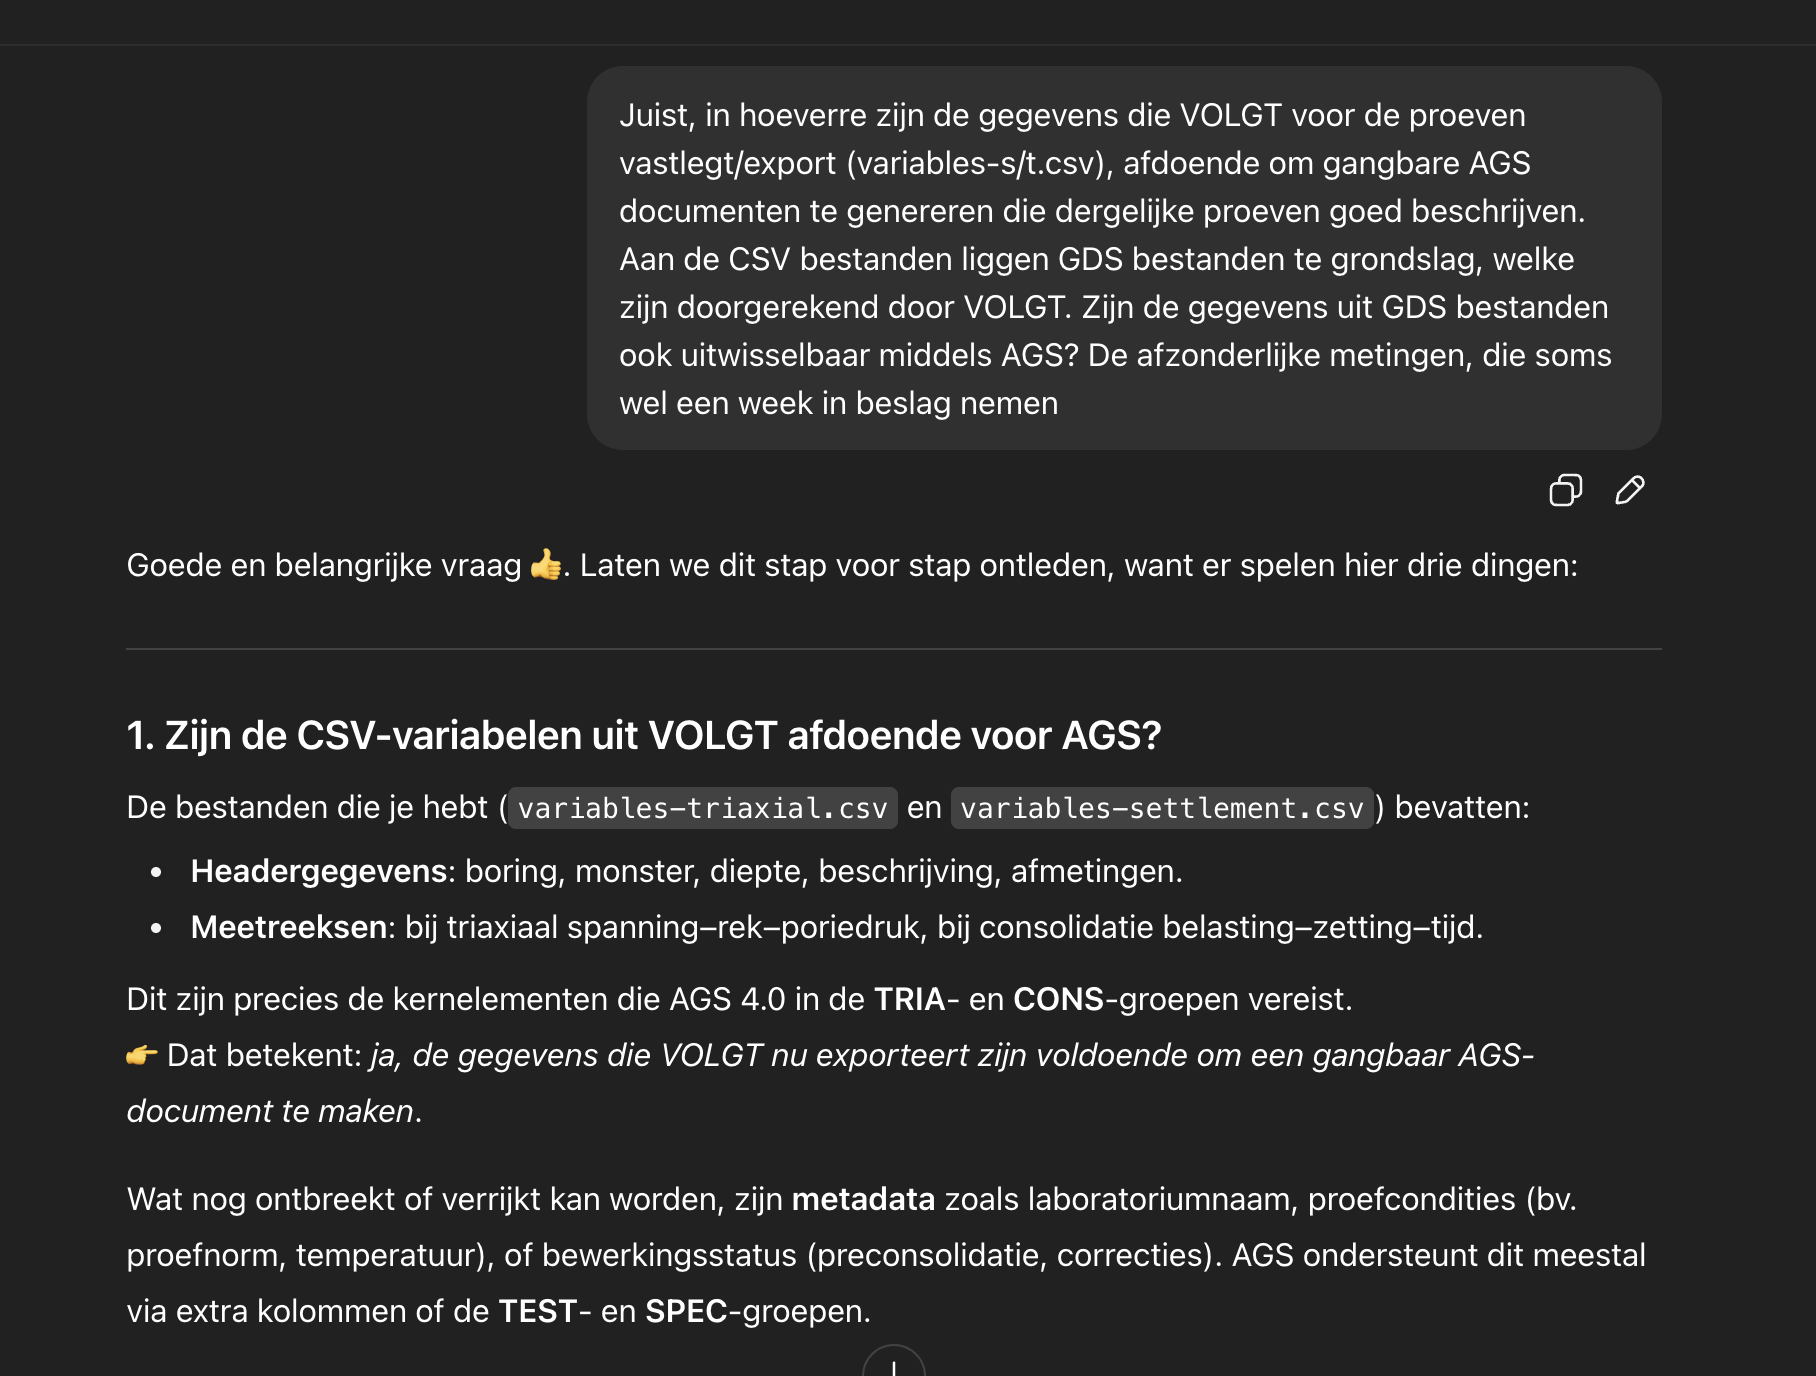 Juist, in hoeverre zijn de gegevens die VOLGT voor de proeven
vastlegt/export (variables-s/t.csv), afdoende om gangbare AGS
documenten te genereren die dergelijke proeven goed beschrijven.
Aan de CSV bestanden liggen GDS bestanden te grondslag, welke
zijn doorgerekend door VOLGT. Zijn de gegevens uit GDS bestanden
ook uitwisselbaar middels AGS? De afzonderlijke metingen, die soms
wel een week in beslag nemen
Goede en belangrijke vraag 👍. Laten we dit stap voor stap ontleden, want er spelen hier drie dingen:
1. Zijn de CSV-variabelen uit VOLGT afdoende voor AGS?
De bestanden die je hebt (variables-triaxial.csv en variables-settlement.csv) bevatten:
• Headergegevens: boring, monster, diepte, beschrijving, afmetingen.
• Meetreeksen: bij triaxiaal spanning–rek–poriedruk, bij consolidatie belasting–zetting–tijd.
Dit zijn precies de kernelementen die AGS 4.0 in de TRIA- en CONS-groepen vereist.
👉 Dat betekent: ja, de gegevens die VOLGT nu exporteert zijn voldoende om een gangbaar AGS-
document te maken.
Wat nog ontbreekt of verrijkt kan worden, zijn metadata zoals laboratoriumnaam, proefcondities (bv.
proefnorm, temperatuur), of bewerkingsstatus (preconsolidatie, correcties). AGS ondersteunt dit meestal
via extra kolommen of de TEST- en SPEC-groepen.